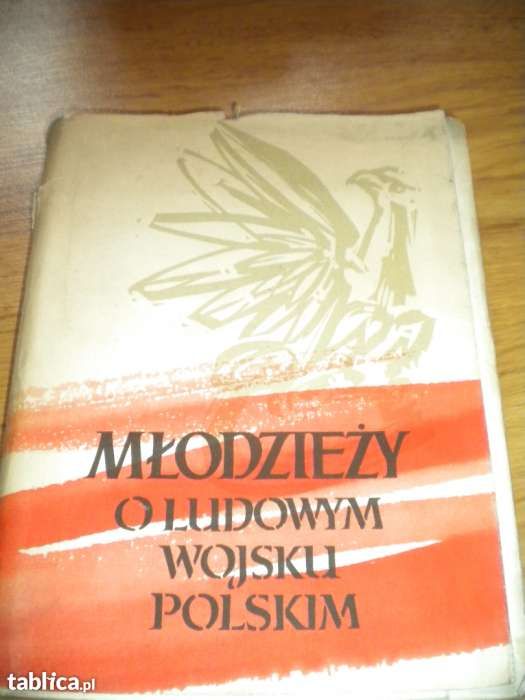 MŁODZIEŻY
O LUDOWYM
WOJSKU
POLSKIM
tablica.pl